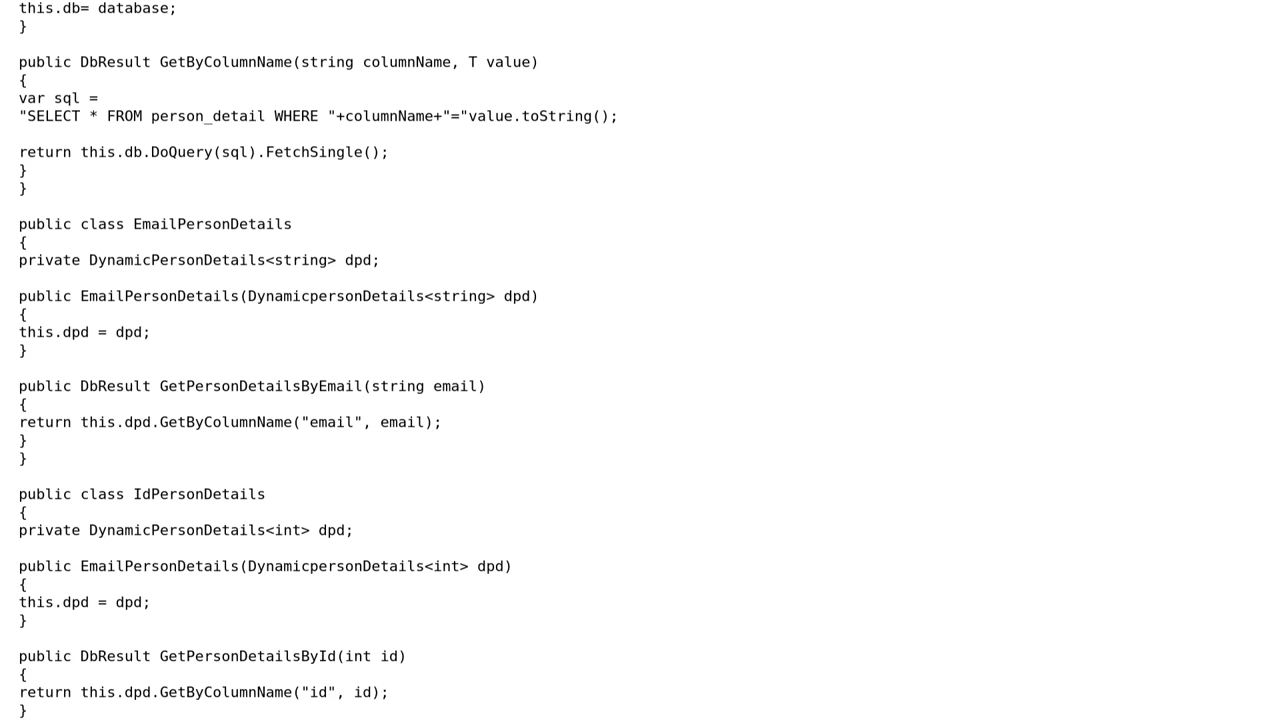 this.db= database;
}
public DbResult GetByColumnName(string columnName, T value)
{
var sql =
"SELECT * FROM person_detail WHERE "+columnName+"="value.toString();
return this.db.DoQuery(sql).FetchSingle();
}
}
public class EmailPersonDetails
{
private DynamicPersonDetails<string> dpd;
public EmailPersonDetails(DynamicpersonDetails<string> dpd)
{
this.dpd = dpd;
}
public DbResult GetPersonDetailsByEmail(string email)
{
return this.dpd.GetByColumnName("email", email);
}
}
public class IdPersonDetails
{
private DynamicPersonDetails<int> dpd;
public EmailPersonDetails(DynamicpersonDetails<int> dpd)
{
this.dpd = dpd;
}
public DbResult GetPersonDetailsById(int id)
{
return this.dpd.GetByColumnName("id", id);
}